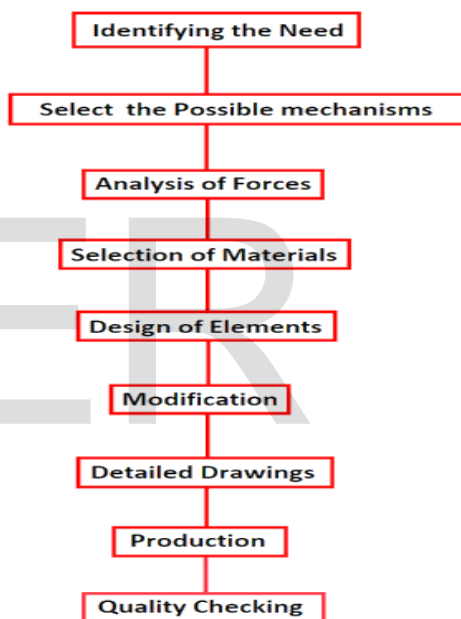 Identifying the Need
Select the Possible mechanisms
Analysis of Forces
Selection of Materials
Design of Elements
Modification
Detailed Drawings
Production
Quality Checking
ER